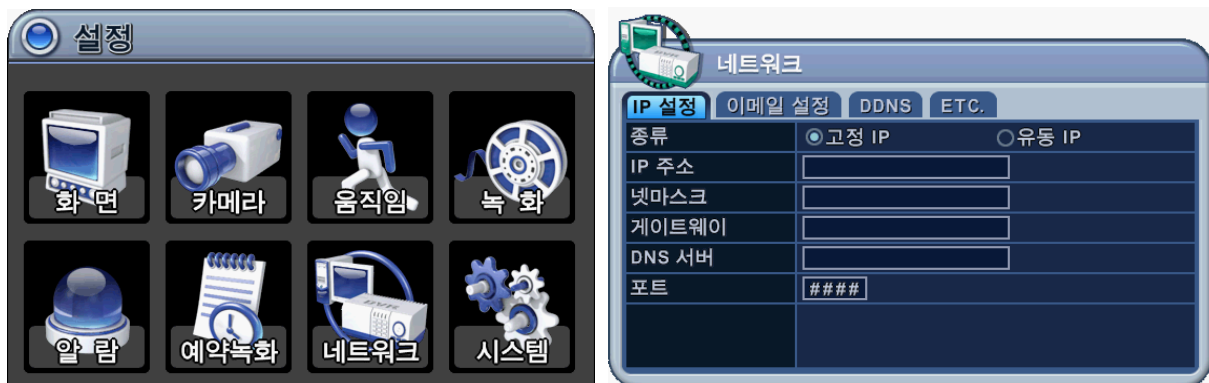 설정
화 면
카메라
움직임
녹 화
알 람
예약녹화
네트워크
시스템
네트워크
IP 설정 이메일 설정 DDNS ETC.
종류 고정 IP 유동 IP
IP 주소
넷마스크
게이트웨이
DNS 서버
포트 ####